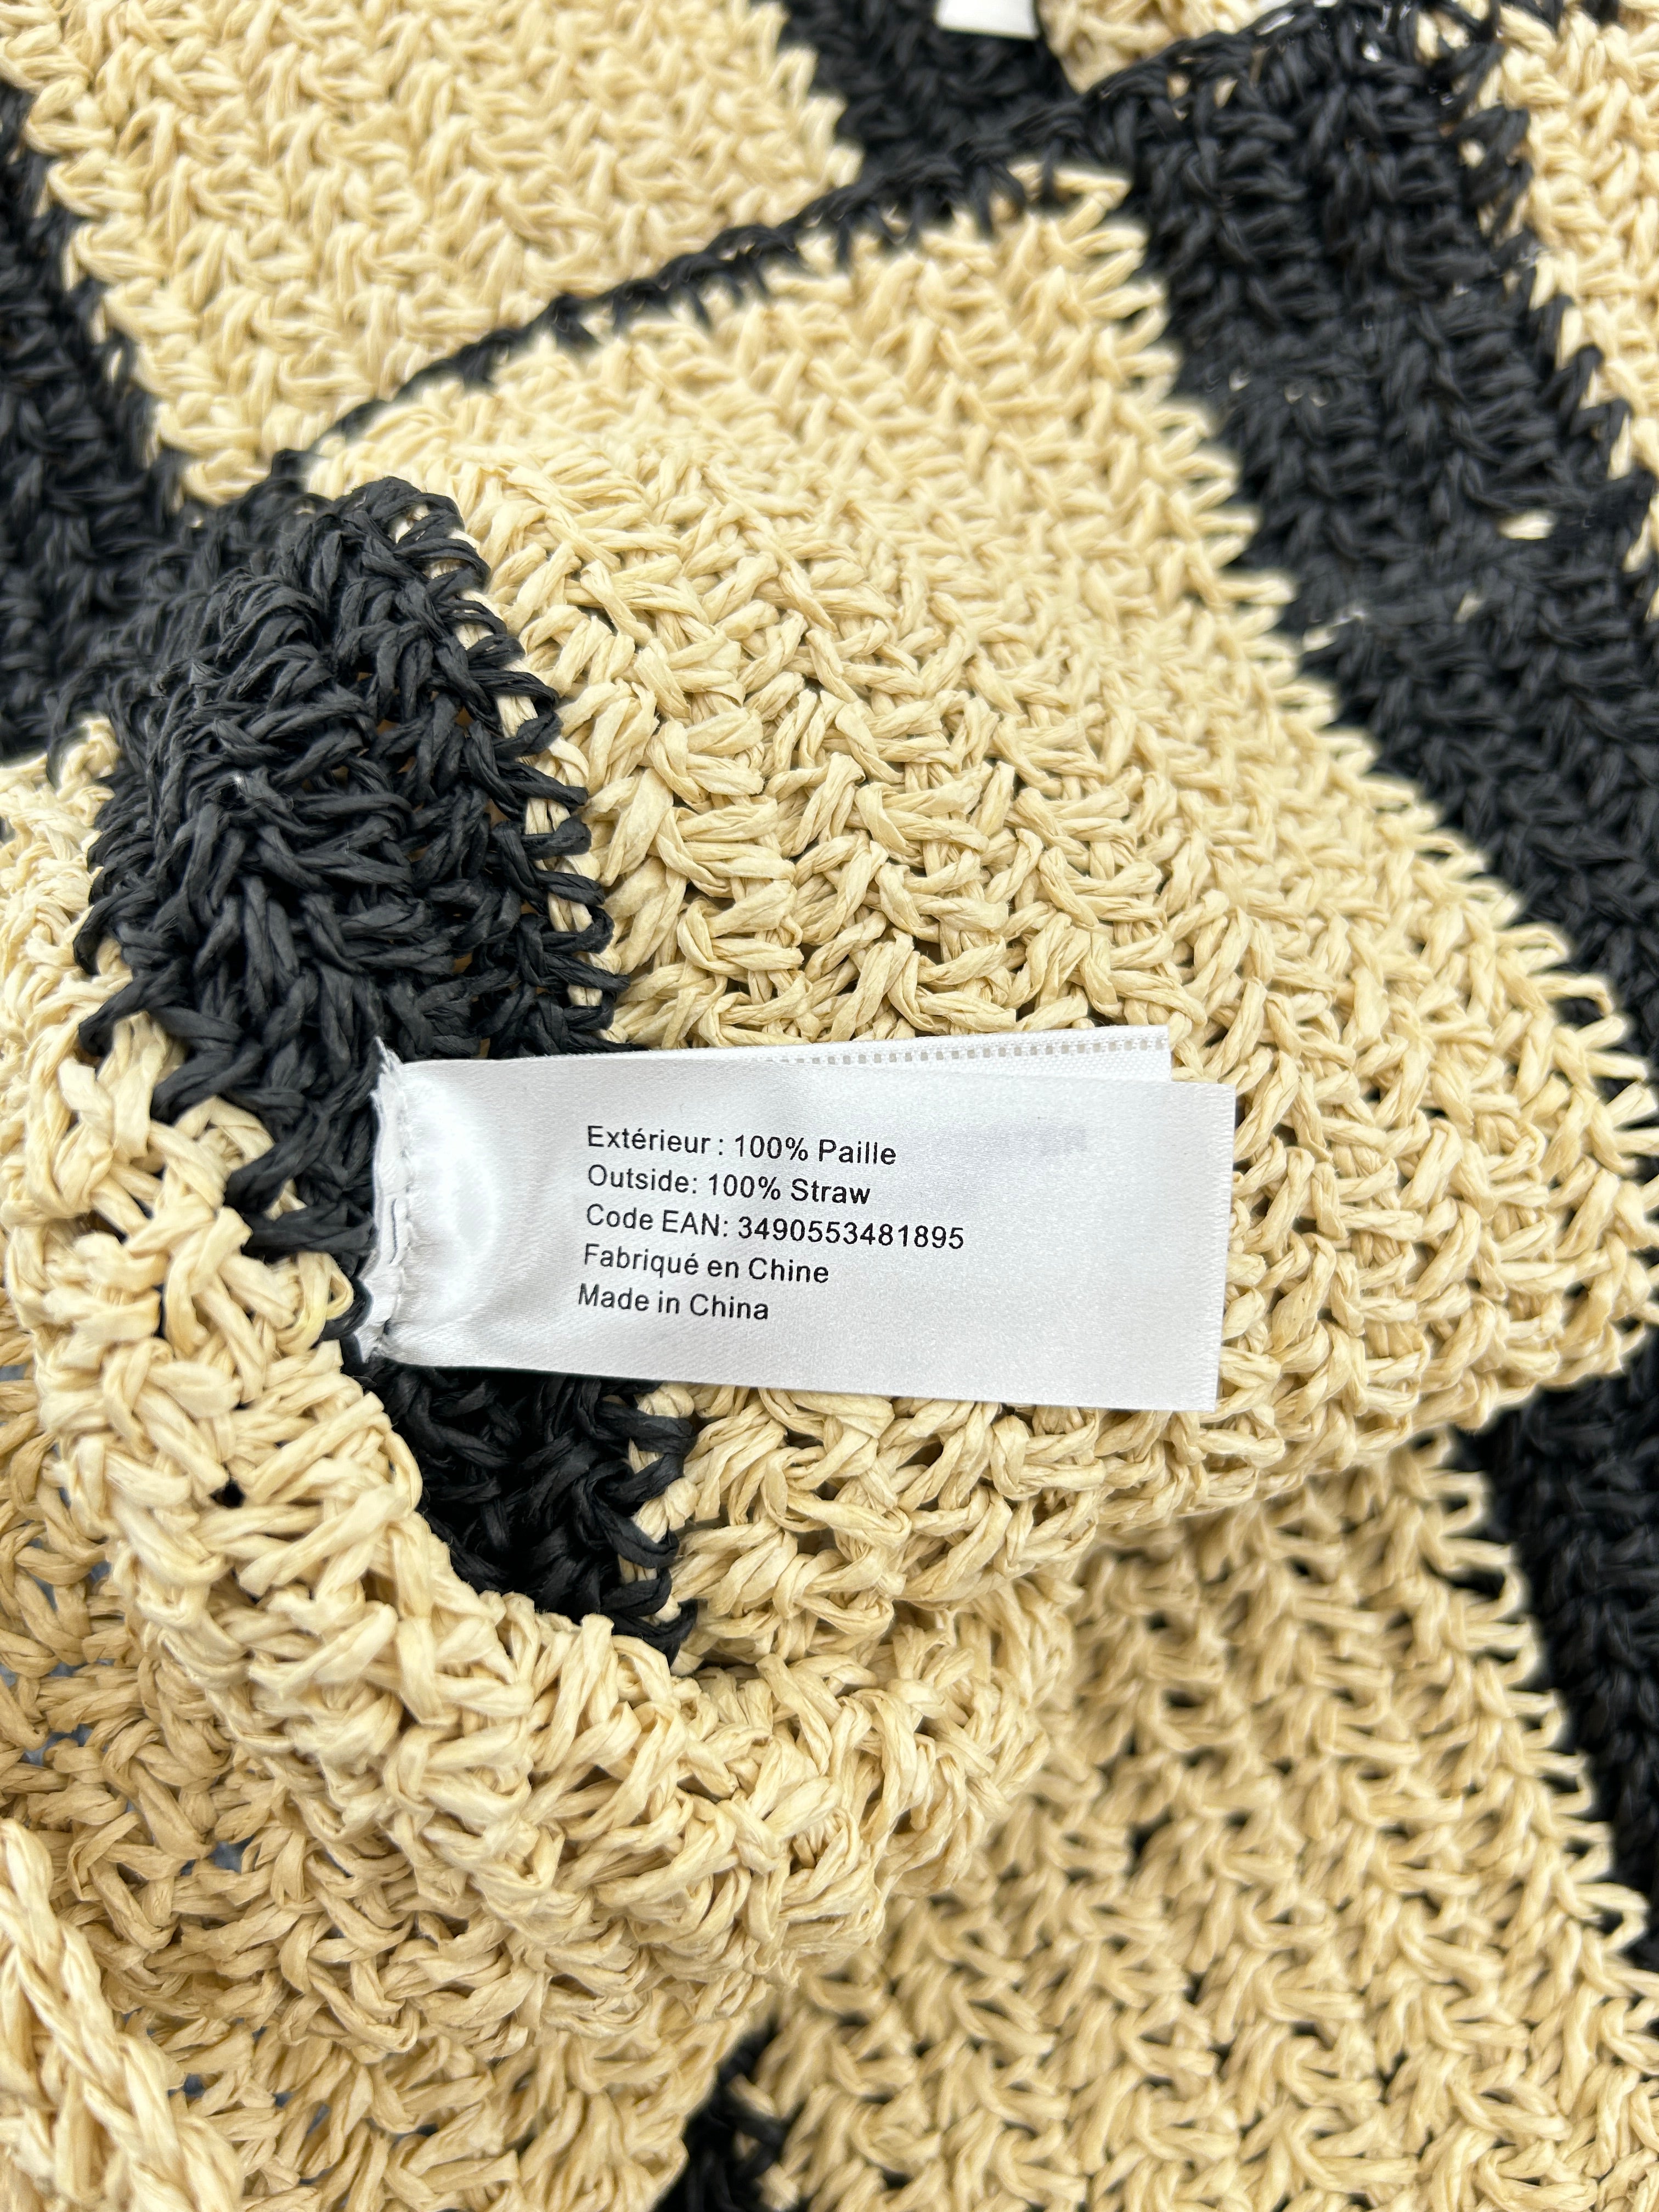 Extérieur : 100% Paille
Outside: 100% Straw
Code EAN: 3490553481895
Fabriqué en Chine
Made in China